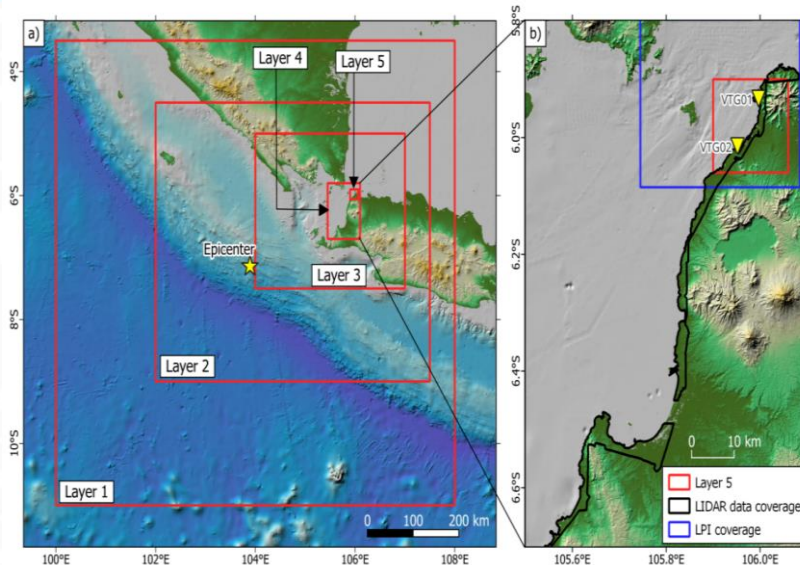 a)
Layer 4
Layer 5
Epicenter
Layer 3
Layer 2
Layer 1
0 100 200 km
4°S
6°S
8°S
10°S
100°E
102°E
104°E
106°E
108°E
b)
VTG01
VTG02
0 10 km
Layer 5
LIDAR data coverage
LPI coverage
5.8°S
6.0°S
6.2°S
6.4°S
6.6°S
105.6°E
105.8°E
106.0°E